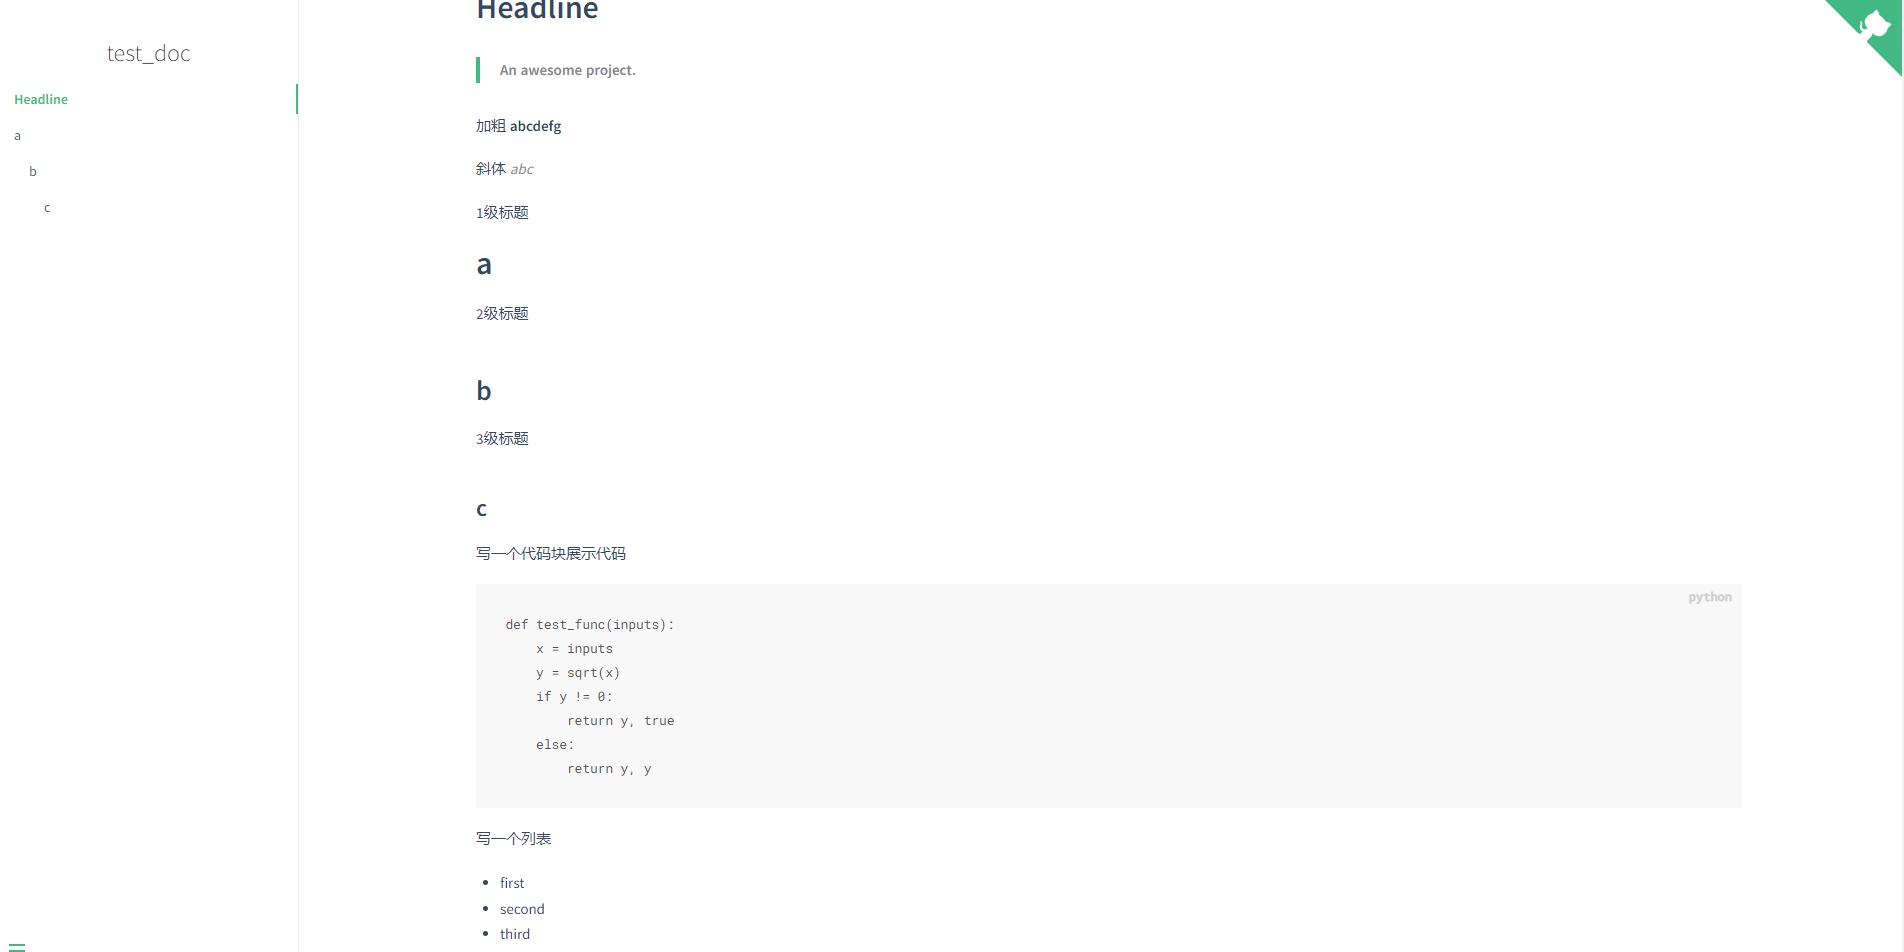 test_doc
Headline
a
b
c
Headline
An awesome project.
加粗 abcdefg
斜体 abc
1级标题
a
2级标题
b
3级标题
c
写一个代码块展示代码
python
def test_func(inputs):
    x = inputs
    y = sqrt(x)
    if y != 0:
        return y, true
    else:
        return y, y
写一个列表
first
second
third